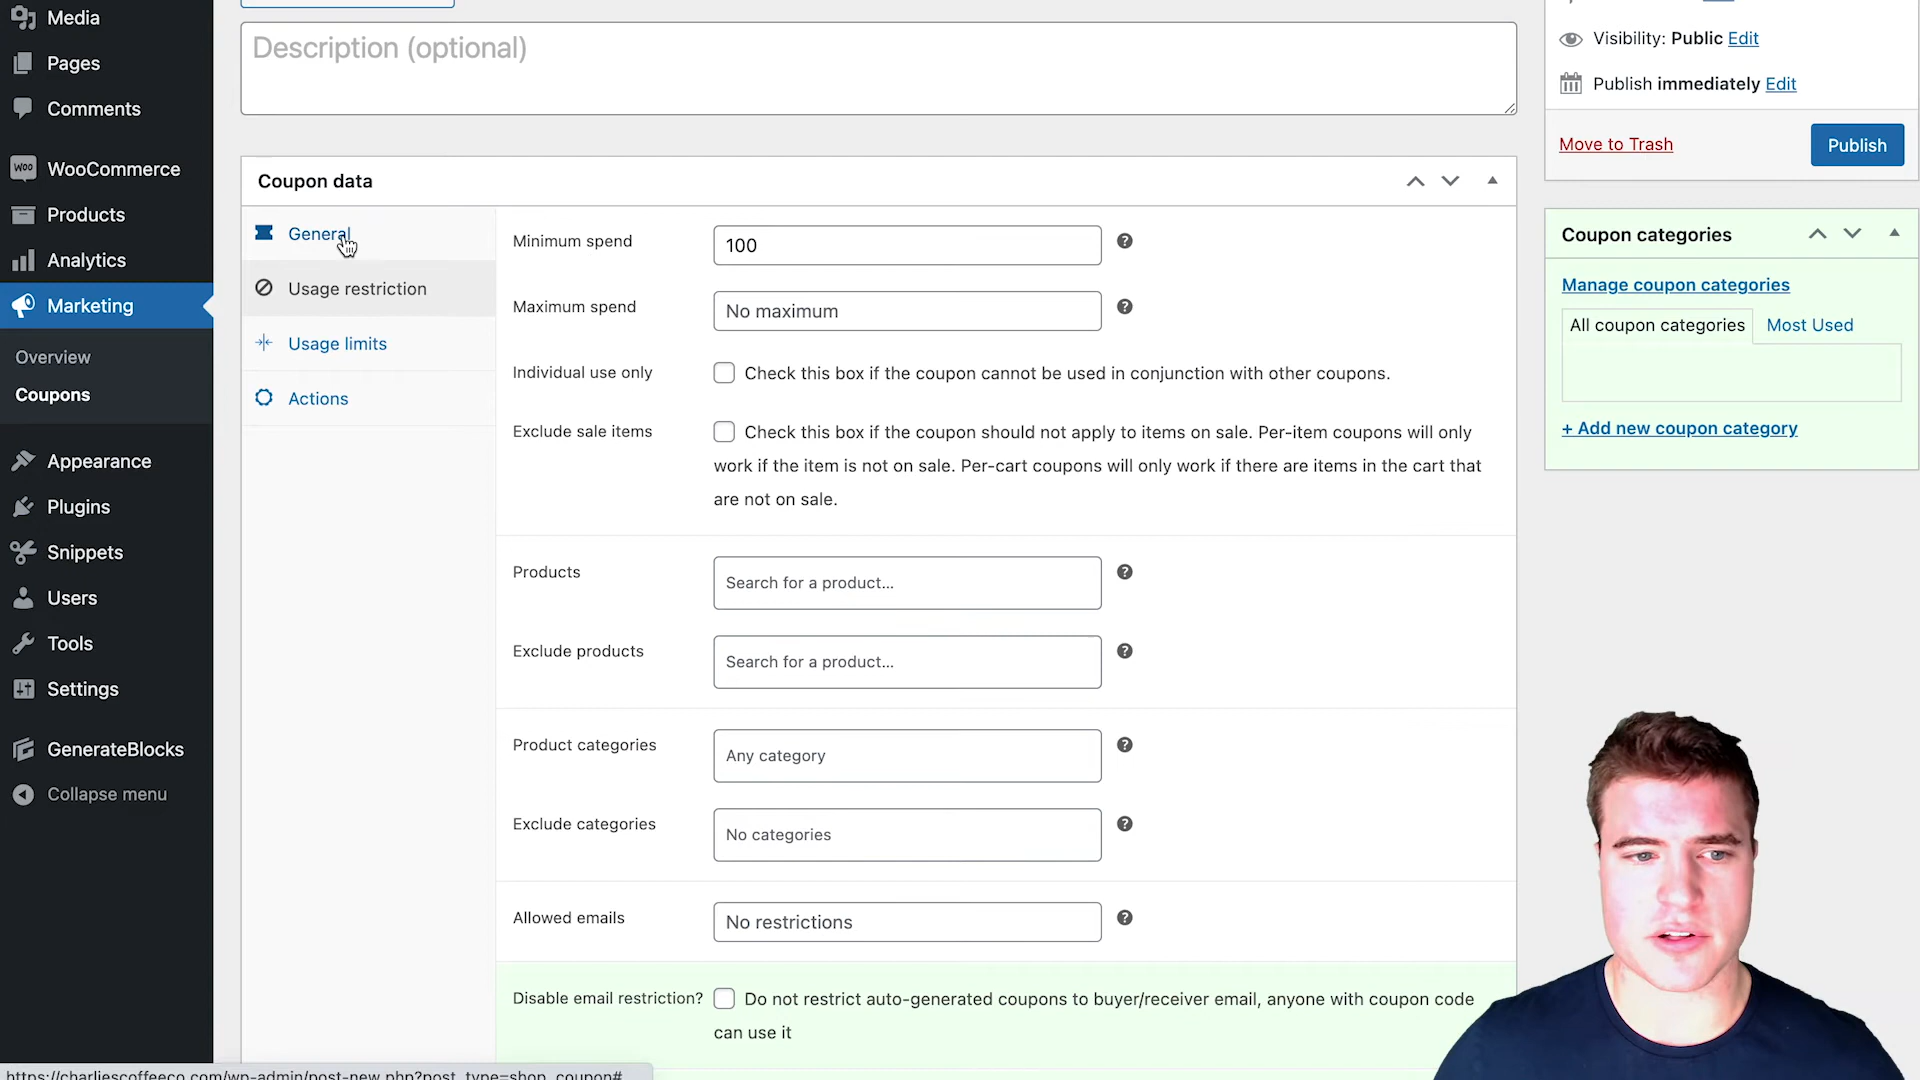 Media
Pages
Comments
WooCommerce
Products
Analytics
Marketing
Overview
Coupons
Appearance
Plugins
Snippets
Users
Tools
Settings
GenerateBlocks
Collapse menu
Description (optional)
Coupon data
General
Usage restriction
Usage limits
Actions
Minimum spend
100
Maximum spend
No maximum
Individual use only
Check this box if the coupon cannot be used in conjunction with other coupons.
Exclude sale items
Check this box if the coupon should not apply to items on sale. Per-item coupons will only
work if the item is not on sale. Per-cart coupons will only work if there are items in the cart that
are not on sale.
Products
Search for a product...
Exclude products
Search for a product...
Product categories
Any category
Exclude categories
No categories
Allowed emails
No restrictions
Disable email restriction?
Do not restrict auto-generated coupons to buyer/receiver email, anyone with coupon code
can use it
Visibility: Public Edit
Publish immediately Edit
Move to Trash
Publish
Coupon categories
Manage coupon categories
All coupon categories
Most Used
+ Add new coupon category
https://charliescoffeeco.com/wp-admin/post-new.php?post_type=shop_coupon#